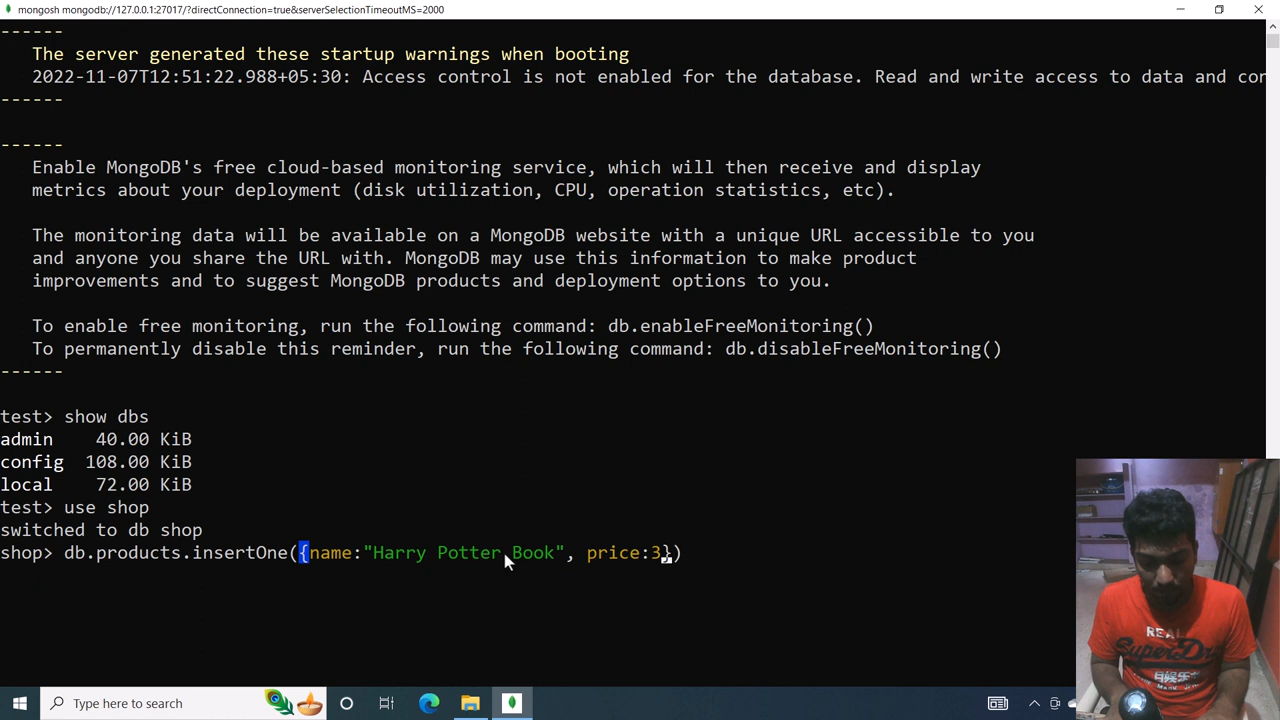 mongosh mongodb://127.0.0.1:27017/?directConnection=true&serverSelectionTimeoutMS=2000
------
The server generated these startup warnings when booting
2022-11-07T12:51:22.988+05:30: Access control is not enabled for the database. Read and write access to data and cor
------
------
Enable MongoDB's free cloud-based monitoring service, which will then receive and display
metrics about your deployment (disk utilization, CPU, operation statistics, etc).
The monitoring data will be available on a MongoDB website with a unique URL accessible to you
and anyone you share the URL with. MongoDB may use this information to make product
improvements and to suggest MongoDB products and deployment options to you.
To enable free monitoring, run the following command: db.enableFreeMonitoring()
To permanently disable this reminder, run the following command: db.disableFreeMonitoring()
------
test> show dbs
admin 40.00 KiB
config 108.00 KiB
local 72.00 KiB
test> use shop
switched to db shop
shop> db.products.insertOne({name:"Harry Potter Book", price:3})
REAL
SuperDr
Type here to search